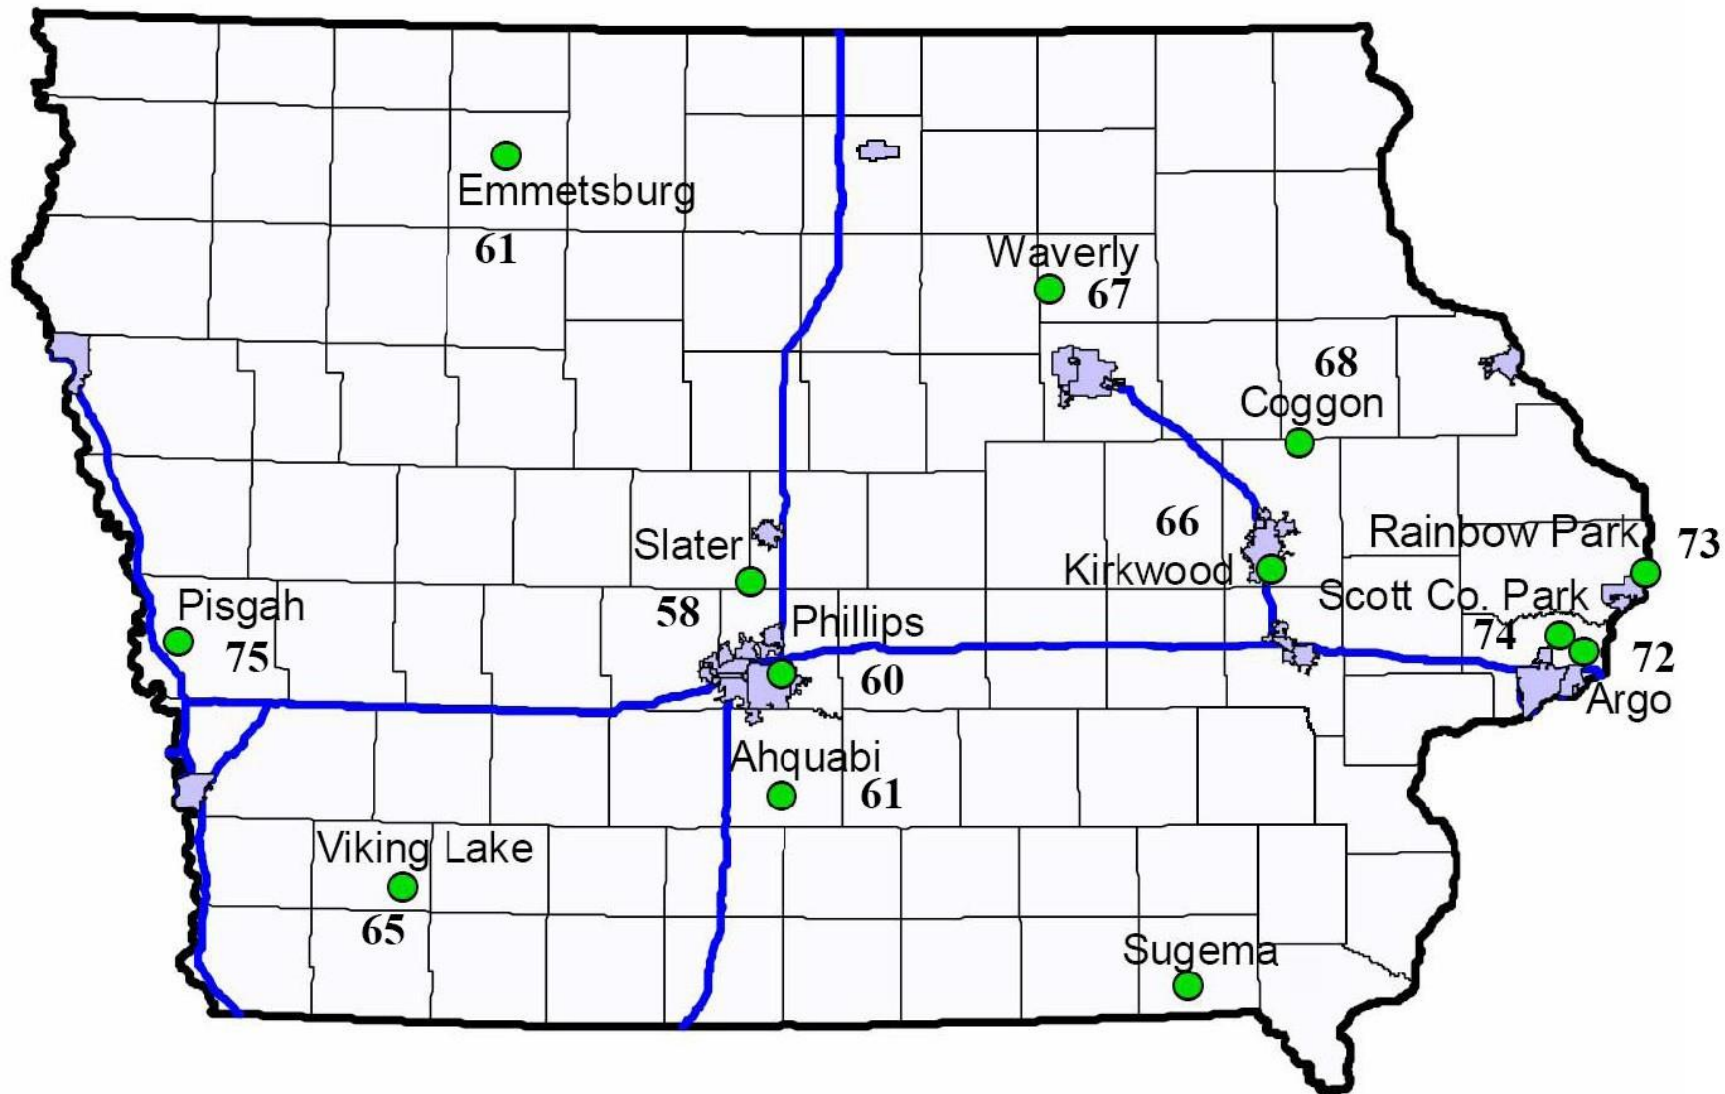 Emmetsburg
61
Waverly
67
68
Coggon
66
Slater
Rainbow Park
73
Kirkwood
Pisgah
58
Scott Co. Park
Phillips
74
75
60
72
Argo
Ahquabi
61
Viking Lake
65
Sugema